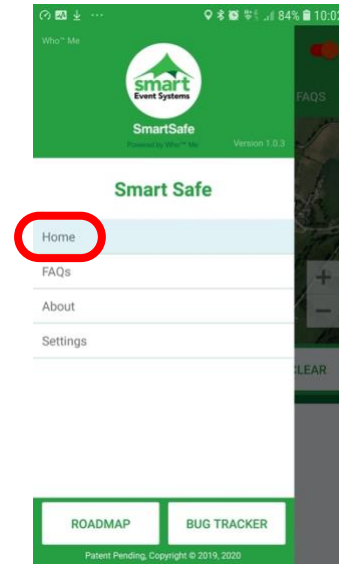 84% 10:02
Who™ Me
smart
Event Systems
SmartSafe
Powered by Who™ Me
Version 1.0.3
FAQS
Smart Safe
Home
FAQs
About
Settings
CLEAR
ROADMAP
BUG TRACKER
Patent Pending, Copyright © 2019, 2020